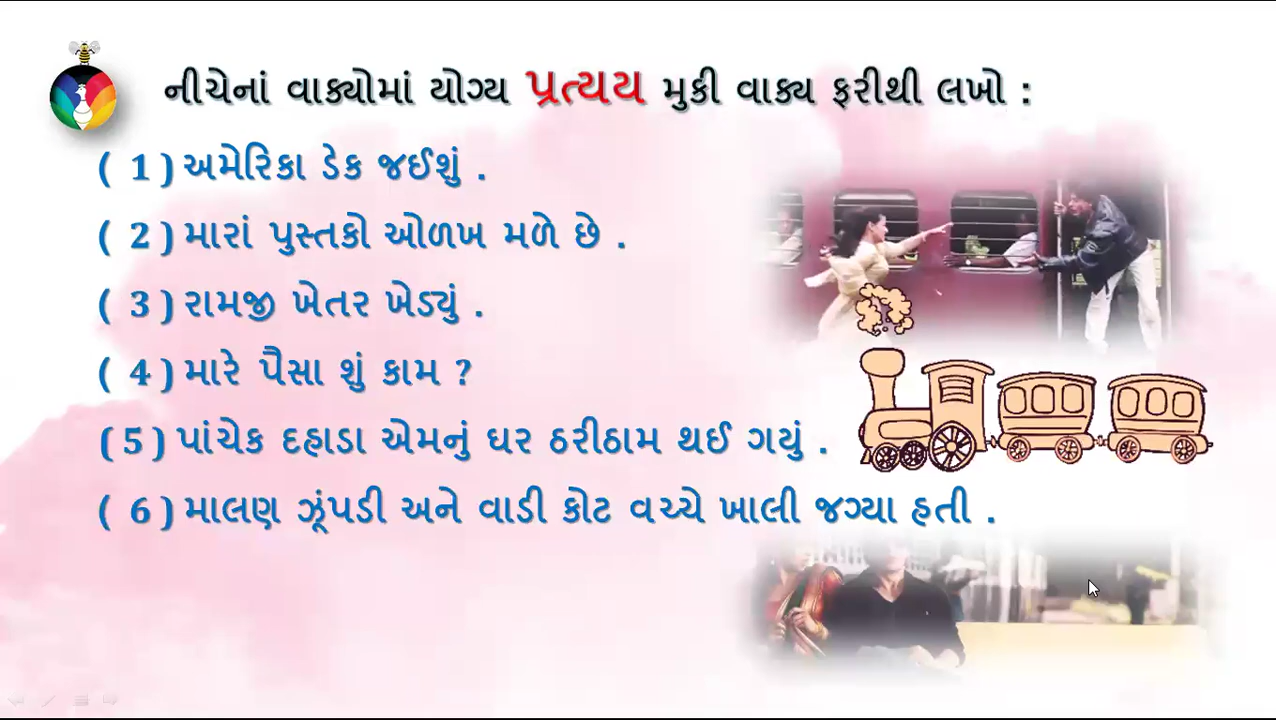 નીચેનાં વાક્યોમાં યોગ્ય પ્રત્યય મુકી વાક્ય ફરીથી લખો :
( 1 ) અમેરિકા ડેક જઈશું .
( 2 ) મારાં પુસ્તકો ઓળખ મળે છે .
( 3 ) રામજી ખેતર ખેડ્યું .
( 4 ) મારે પૈસા શું કામ ?
( 5 ) પાંચેક દહાડા એમનું ઘર ઠરીઠામ થઈ ગયું .
( 6 ) માલણ ઝૂંપડી અને વાડી કોટ વચ્ચે ખાલી જગ્યા હતી .